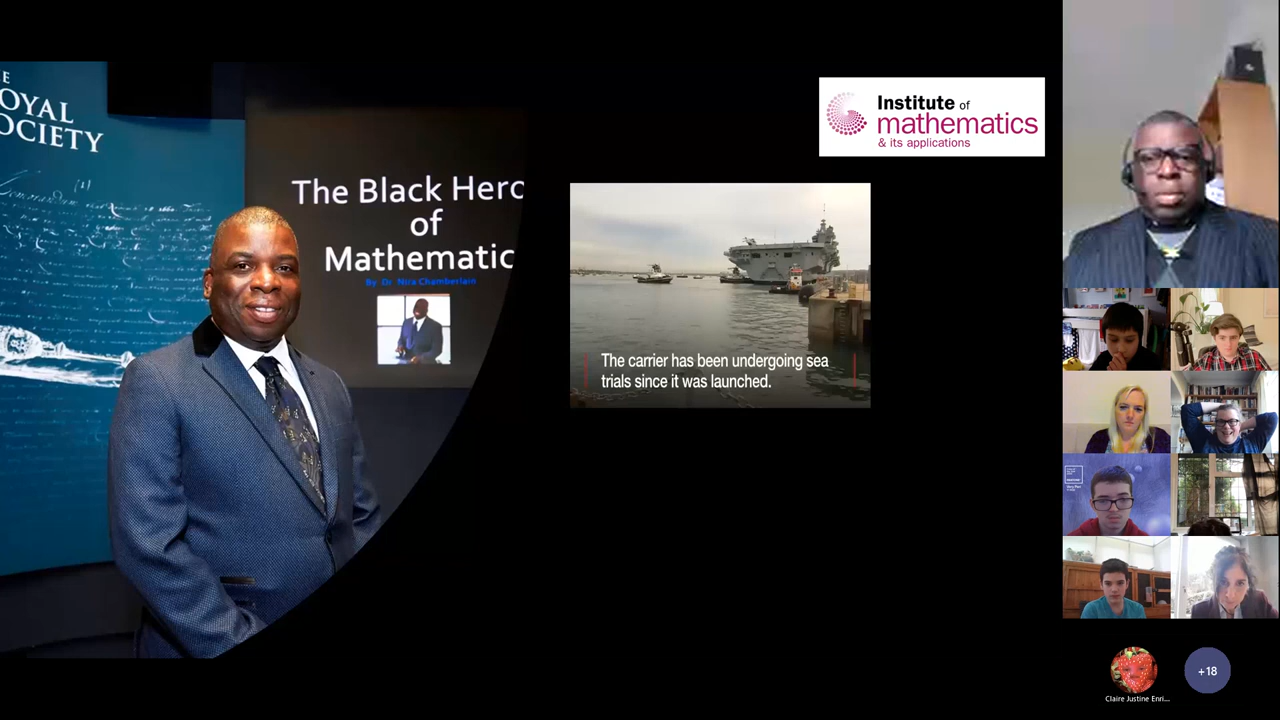 E
OYAL
OCIETY
The Black Hero
of
Mathematic
By Dr Nira Chamberlain
Institute of
mathematics
& its applications
The carrier has been undergoing sea
trials since it was launched.
Claire Justine Enri...
+18